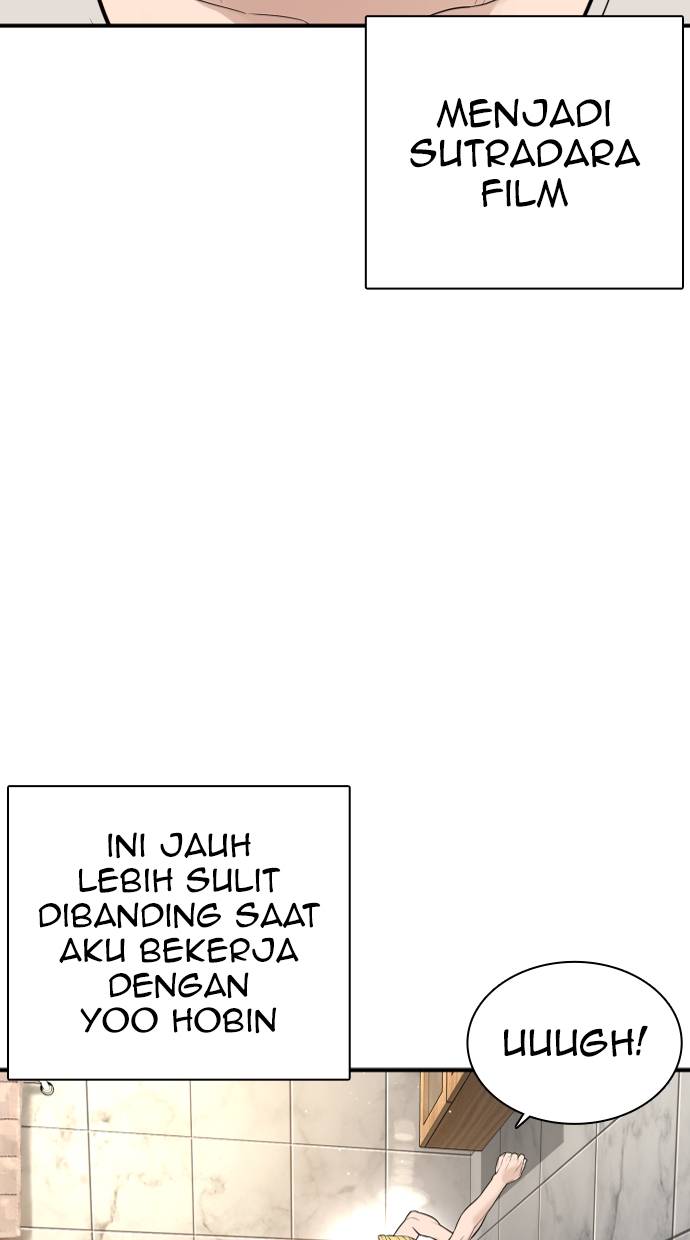 MENJADI
SUTRADARA
FILM
INI JAUH
LEBIH SULIT
DIBANDING SAAT
AKU BEKERJA
DENGAN
YOO HOBIN
UUUGH!